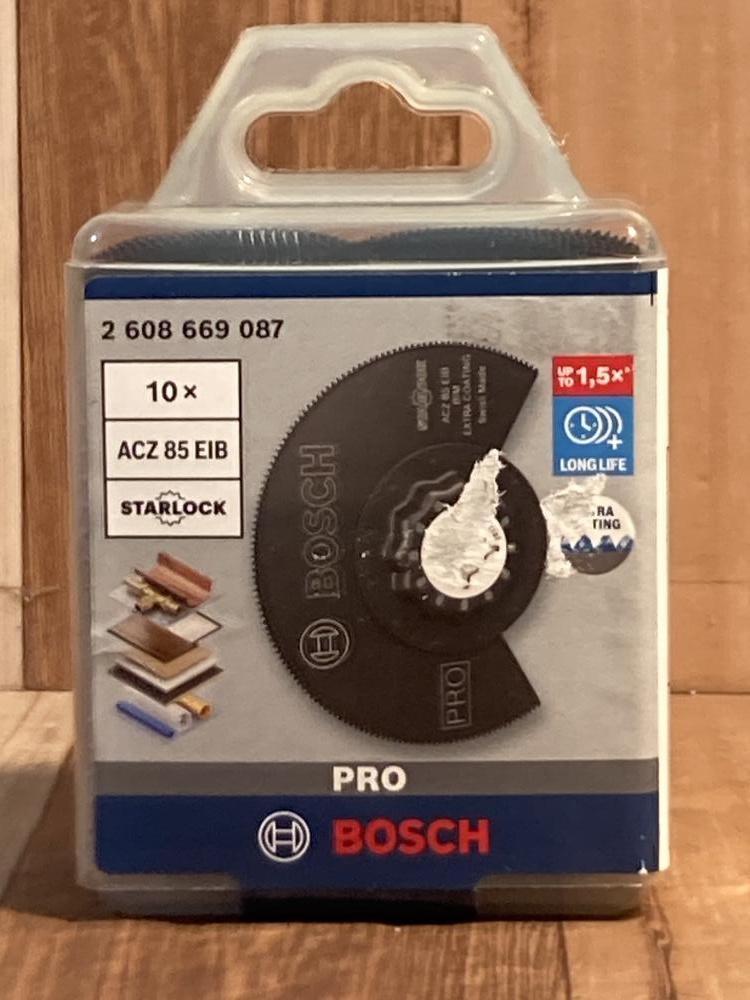 2 608 669 087
10×
ACZ 85 EIB
STARLOCK
ACZ 85 EIB
BIM
EXTRA COATING
Swiss Made
UP TO 1,5×*
LONG LIFE
RA
TING
BOSCH
PRO
PRO
BOSCH